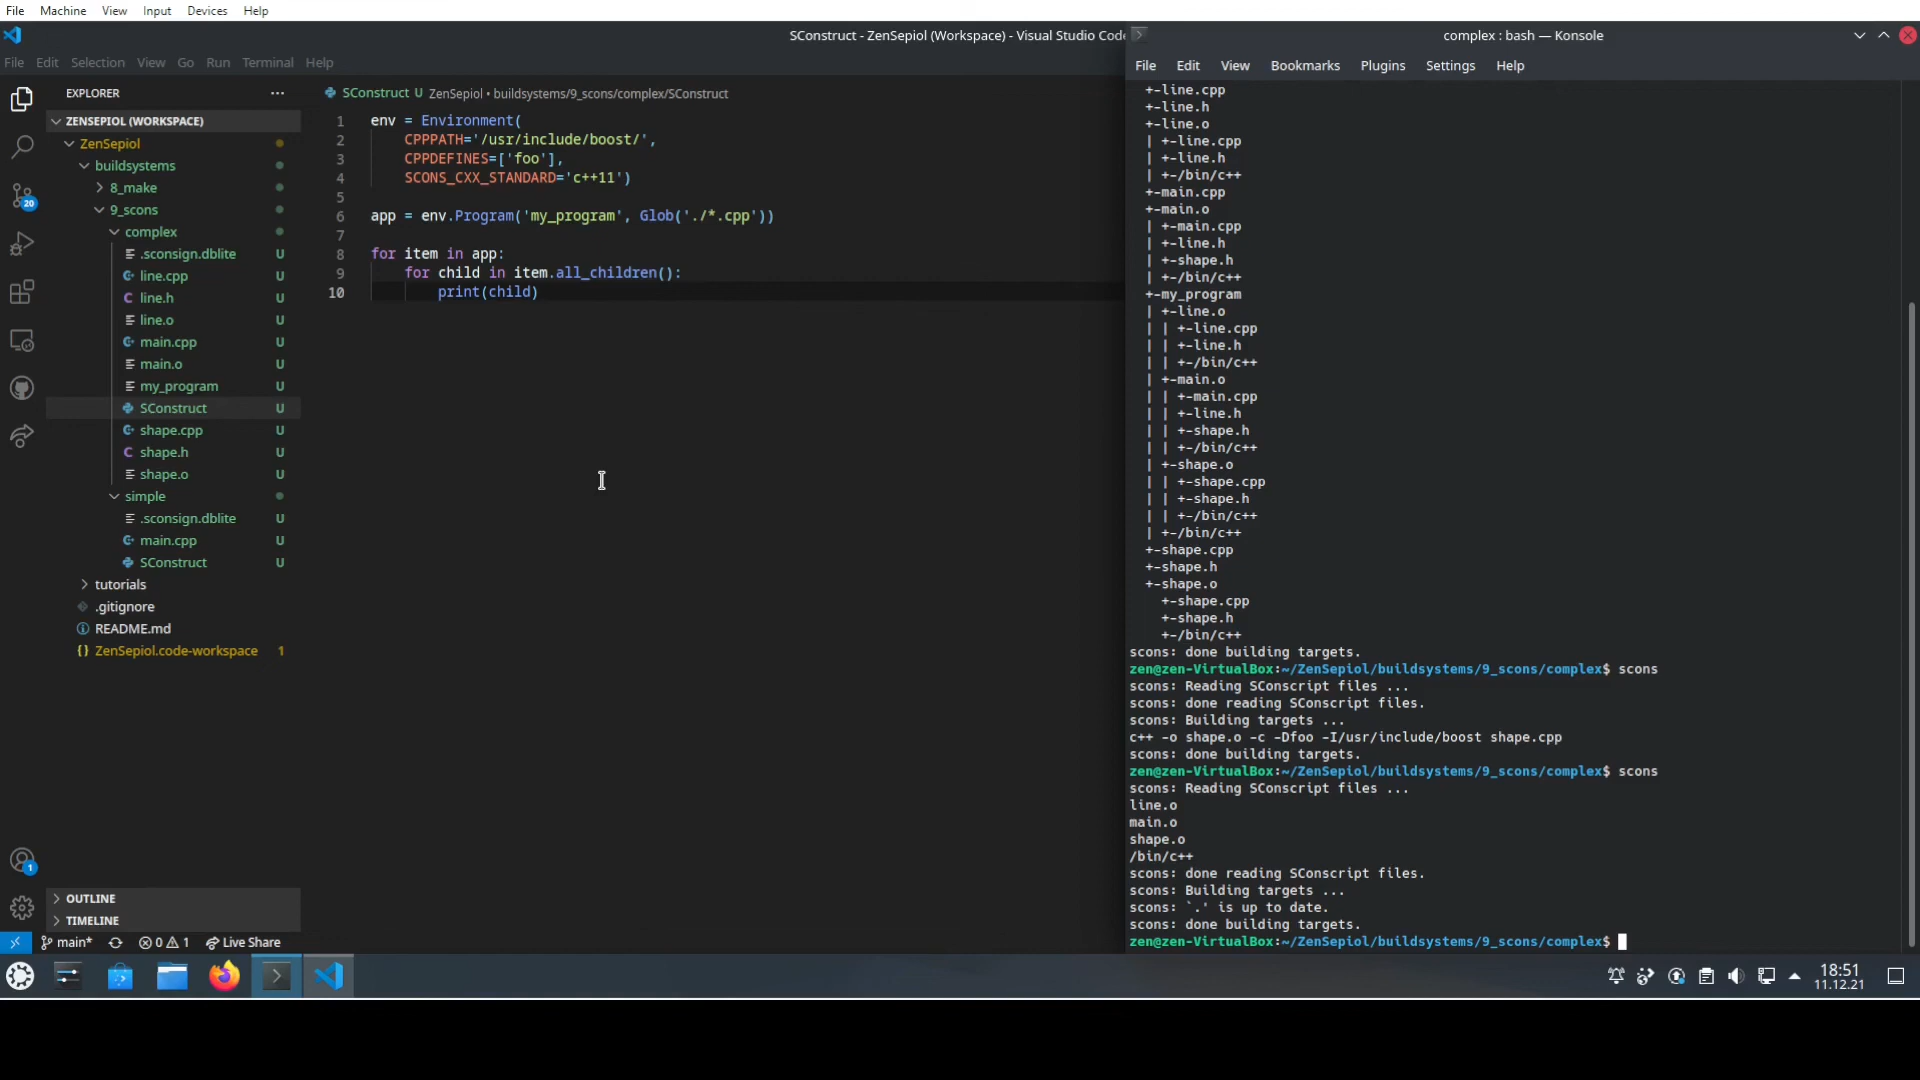 File Machine View Input Devices Help
SConstruct - ZenSepiol (Workspace) - Visual Studio Code
File Edit Selection View Go Run Terminal Help
EXPLORER
ZENSEPIOL (WORKSPACE)
ZenSepiol
buildsystems
8_make
9_scons
complex
.sconsign.dblite U
line.cpp U
line.h U
line.o U
main.cpp U
main.o U
my_program U
SConstruct U
shape.cpp U
shape.h U
shape.o U
simple
.sconsign.dblite U
main.cpp U
SConstruct U
tutorials
.gitignore
README.md
ZenSepiol.code-workspace 1
OUTLINE
TIMELINE
20
1
main* 0 1 Live Share
SConstruct U ZenSepiol • buildsystems/9_scons/complex/SConstruct
1 env = Environment(
2 CPPPATH='/usr/include/boost/',
3 CPPDEFINES=['foo'],
4 SCONS_CXX_STANDARD='c++11')
5
6 app = env.Program('my_program', Glob('./*.cpp'))
7
8 for item in app:
9 for child in item.all_children():
10 print(child)
complex : bash — Konsole
File Edit View Bookmarks Plugins Settings Help
+-line.cpp
+-line.h
+-line.o
| +-line.cpp
| +-line.h
| +-/bin/c++
+-main.cpp
+-main.o
| +-main.cpp
| +-line.h
| +-shape.h
| +-/bin/c++
+-my_program
| +-line.o
| | +-line.cpp
| | +-line.h
| | +-/bin/c++
| +-main.o
| | +-main.cpp
| | +-line.h
| | +-shape.h
| | +-/bin/c++
| +-shape.o
| | +-shape.cpp
| | +-shape.h
| | +-/bin/c++
| +-/bin/c++
+-shape.cpp
+-shape.h
+-shape.o
+-shape.cpp
+-shape.h
+-/bin/c++
scons: done building targets.
zen@zen-VirtualBox:~/ZenSepiol/buildsystems/9_scons/complex$ scons
scons: Reading SConscript files ...
scons: done reading SConscript files.
scons: Building targets ...
c++ -o shape.o -c -Dfoo -I/usr/include/boost shape.cpp
scons: done building targets.
zen@zen-VirtualBox:~/ZenSepiol/buildsystems/9_scons/complex$ scons
scons: Reading SConscript files ...
line.o
main.o
shape.o
/bin/c++
scons: done reading SConscript files.
scons: Building targets ...
scons: `.' is up to date.
scons: done building targets.
zen@zen-VirtualBox:~/ZenSepiol/buildsystems/9_scons/complex$
18:51
11.12.21